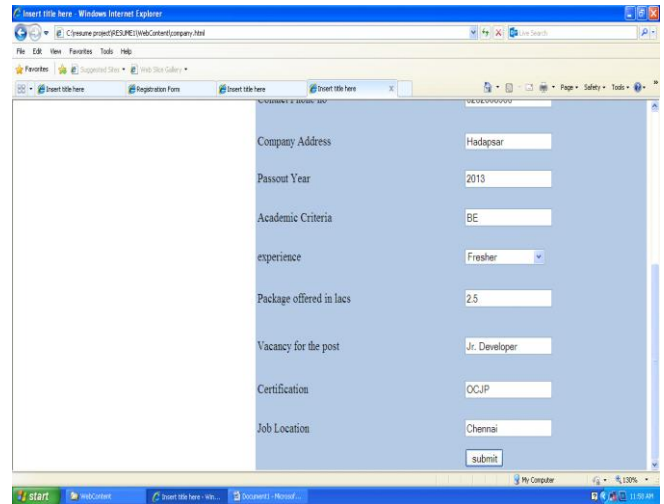 Insert title here - Windows Internet Explorer
C:\resume project\RESUME1\WebContent\company.html
Live Search
File Edit View Favorites Tools Help
Favorites Suggested Sites Web Slice Gallery
Insert title here Registration Form Insert title here Insert title here X Page Safety Tools
Contact Phone no
Company Address Hadapsar
Passout Year 2013
Academic Criteria BE
experience Fresher
Package offered in lacs 2.5
Vacancy for the post Jr. Developer
Certification OCJP
Job Location Chennai
submit
My Computer 130%
start WebContent Insert title here - Win... Document1 - Microsof... 11:50 AM